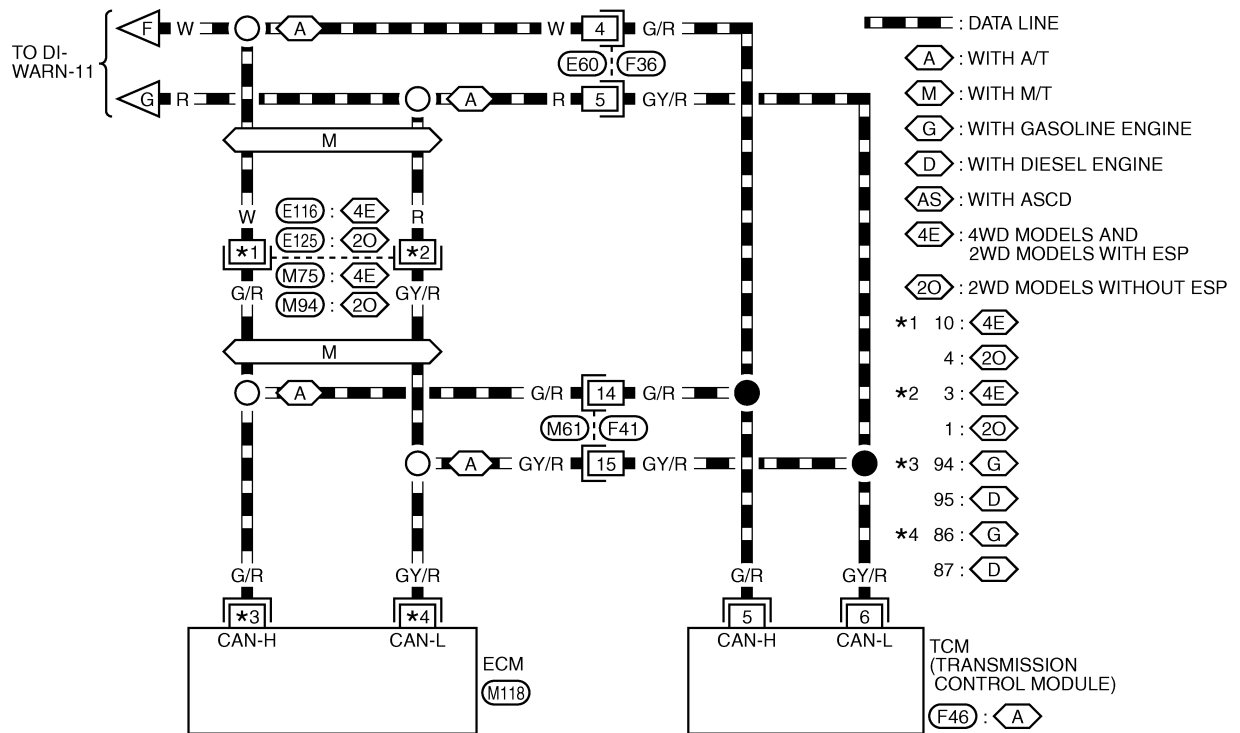 F W A W 4 G/R
TO DI-
WARN-11
E60 F36
G R A R 5 GY/R
M
W R
E116 : 4E
E125 : 2O
*1 *2
M75 : 4E
M94 : 2O
G/R GY/R
M
A G/R 14 G/R
M61 F41
A GY/R 15 GY/R
G/R GY/R G/R GY/R
*3 *4 5 6
CAN-H CAN-L CAN-H CAN-L
ECM
M118
TCM
(TRANSMISSION
CONTROL MODULE)
F46 : A
: DATA LINE
A : WITH A/T
M : WITH M/T
G : WITH GASOLINE ENGINE
D : WITH DIESEL ENGINE
AS : WITH ASCD
4E : 4WD MODELS AND
2WD MODELS WITH ESP
2O : 2WD MODELS WITHOUT ESP
*1 10 : 4E
4 : 2O
*2 3 : 4E
1 : 2O
*3 94 : G
95 : D
*4 86 : G
87 : D